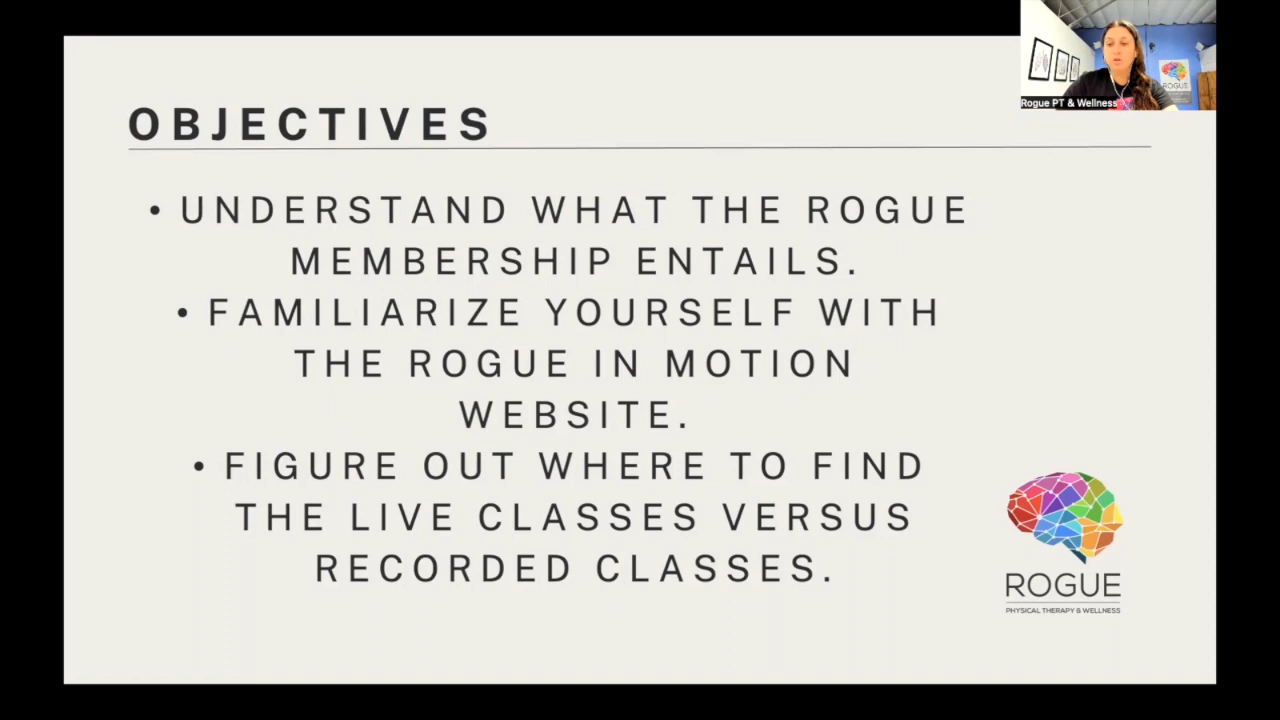 OBJECTIVES
• UNDERSTAND WHAT THE ROGUE
MEMBERSHIP ENTAILS.
• FAMILIARIZE YOURSELF WITH
THE ROGUE IN MOTION
WEBSITE.
• FIGURE OUT WHERE TO FIND
THE LIVE CLASSES VERSUS
RECORDED CLASSES.
ROGUE
PHYSICAL THERAPY & WELLNESS
ROGUE
Rogue PT & Wellness